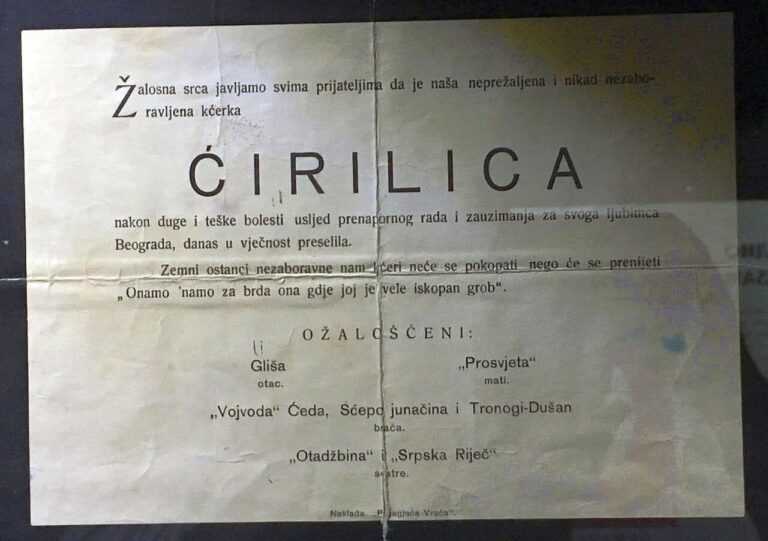 Žalosna srca javljamo svima prijateljima da je naša neprežaljena i nikad nezabo-
ravljena kćerka
ĆIRILICA
nakon duge i teške bolesti usljed prenapornog rada i zauzimanja za svoga ljubimca
Beograda, danas u vječnost preselila.
Zemni ostanci nezaboravne nam kćeri neće se pokopati nego će se prenijeti
„Onamo 'namo za brda ona gdje joj je vele iskopan grob“.
OŽALOŠĆENI:
Gliša
otac.
„Prosvjeta“
mati.
„Vojvoda“ Ćeda, Šćepo junačina i Tronogi-Dušan
braća.
„Otadžbina“ i „Srpska Riječ“
sestre.
Naklada Vrača“.